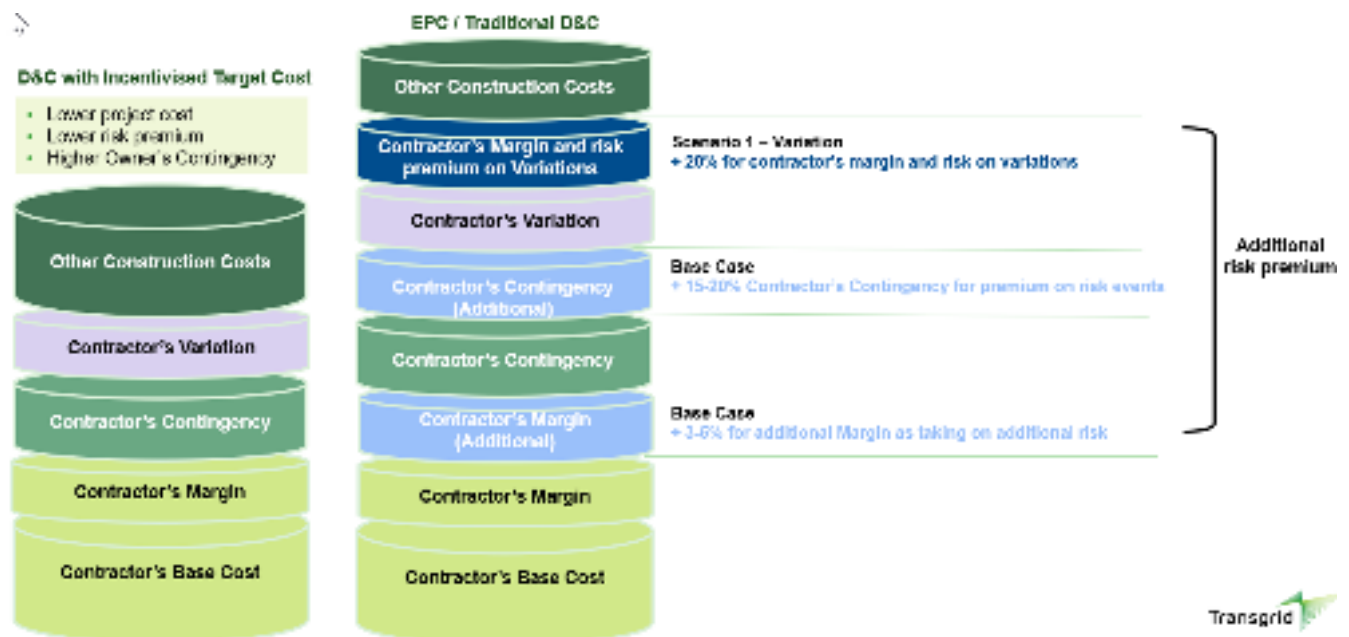 EPC / Traditional D&C
D&C with Incentivised Target Cost
• Lower project cost
• Lower risk premium
• Higher Owner's Contingency
Other Construction Costs
Contractor's Variation
Contractor's Contingency
Contractor's Margin
Contractor's Base Cost
Other Construction Costs
Contractor's Margin and risk
premium on Variations
Contractor's Variation
Contractor's Contingency
(Additional)
Contractor's Contingency
Contractor's Margin
(Additional)
Contractor's Margin
Contractor's Base Cost
Scenario 1 – Variation
+ 20% for contractor's margin and risk on variations
Base Case
+ 15-20% Contractor's Contingency for premium on risk events
Base Case
+ 3-6% for additional Margin as taking on additional risk
Additional
risk premium
Transgrid